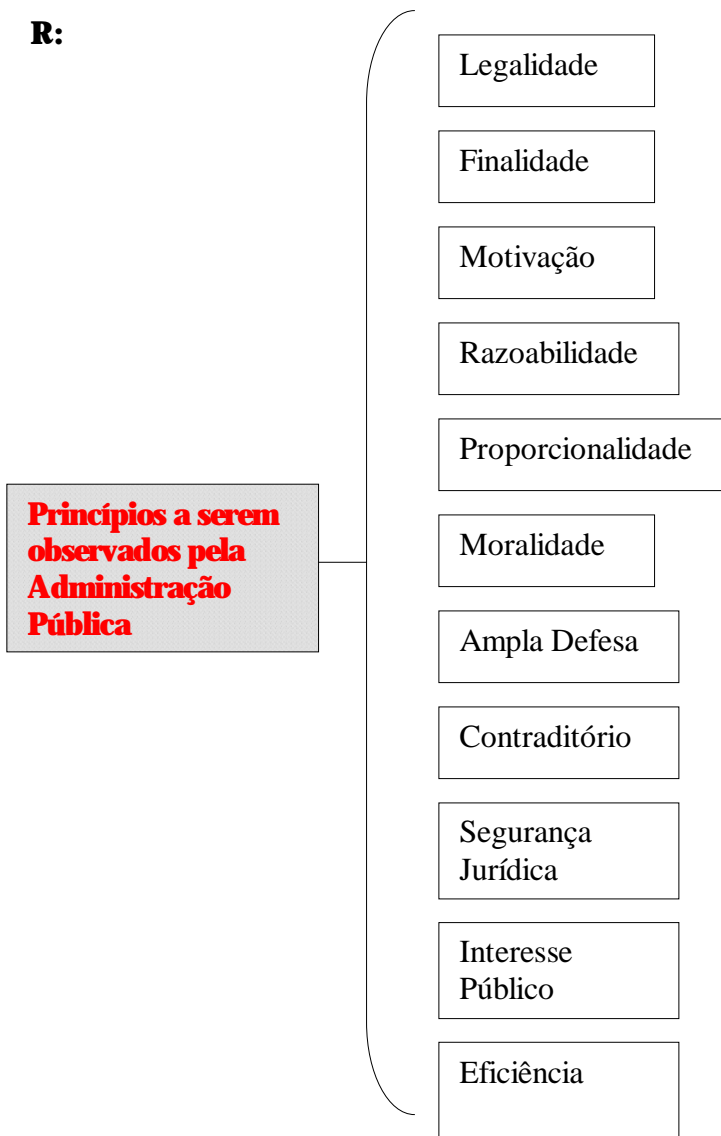 R:
Princípios a serem
observados pela
Administração
Pública
Legalidade
Finalidade
Motivação
Razoabilidade
Proporcionalidade
Moralidade
Ampla Defesa
Contraditório
Segurança
Jurídica
Interesse
Público
Eficiência